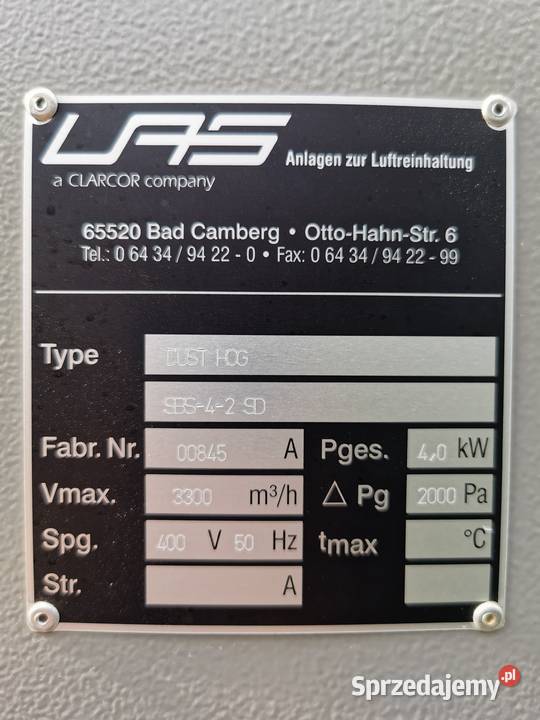 UAS Anlagen zur Luftreinhaltung
a CLARCOR company
65520 Bad Camberg • Otto-Hahn-Str. 6
Tel.: 0 64 34 / 94 22 - 0 • Fax: 0 64 34 / 94 22 - 99
Type DUST HOG
SBS-4-2 SD
Fabr. Nr. 00845 A Pges. 4,0 kW
Vmax. 3300 m³/h △ Pg 2000 Pa
Spg. 400 V 50 Hz tmax °C
Str. A
Sprzedajemy.pl